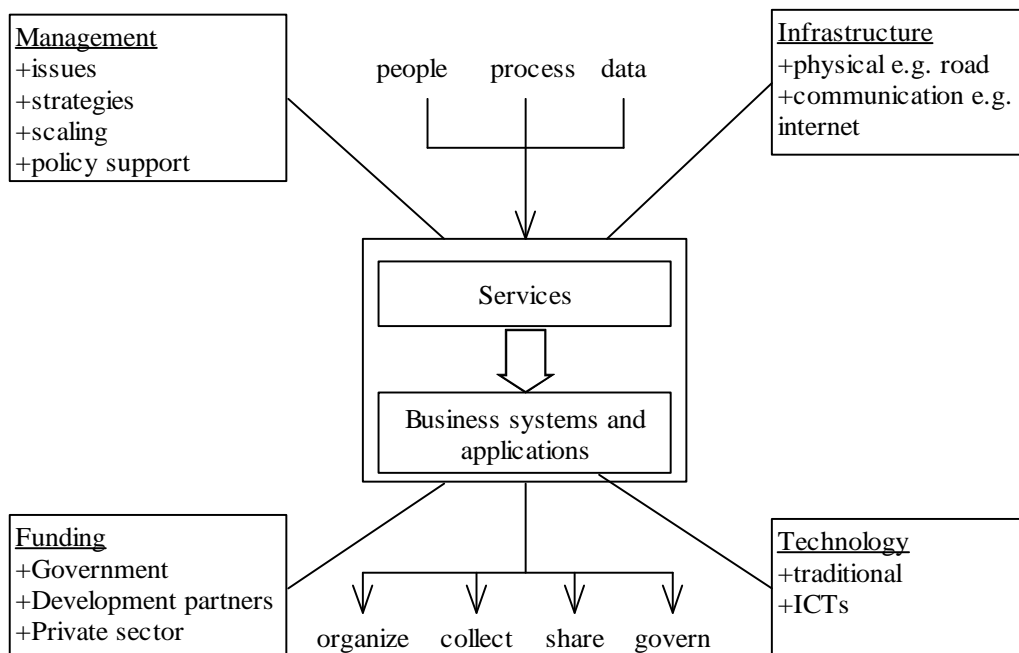 Management
+issues
+strategies
+scaling
+policy support
people process data
Infrastructure
+physical e.g. road
+communication e.g.
internet
Services
Business systems and
applications
Funding
+Government
+Development partners
+Private sector
organize collect share govern
Technology
+traditional
+ICTs